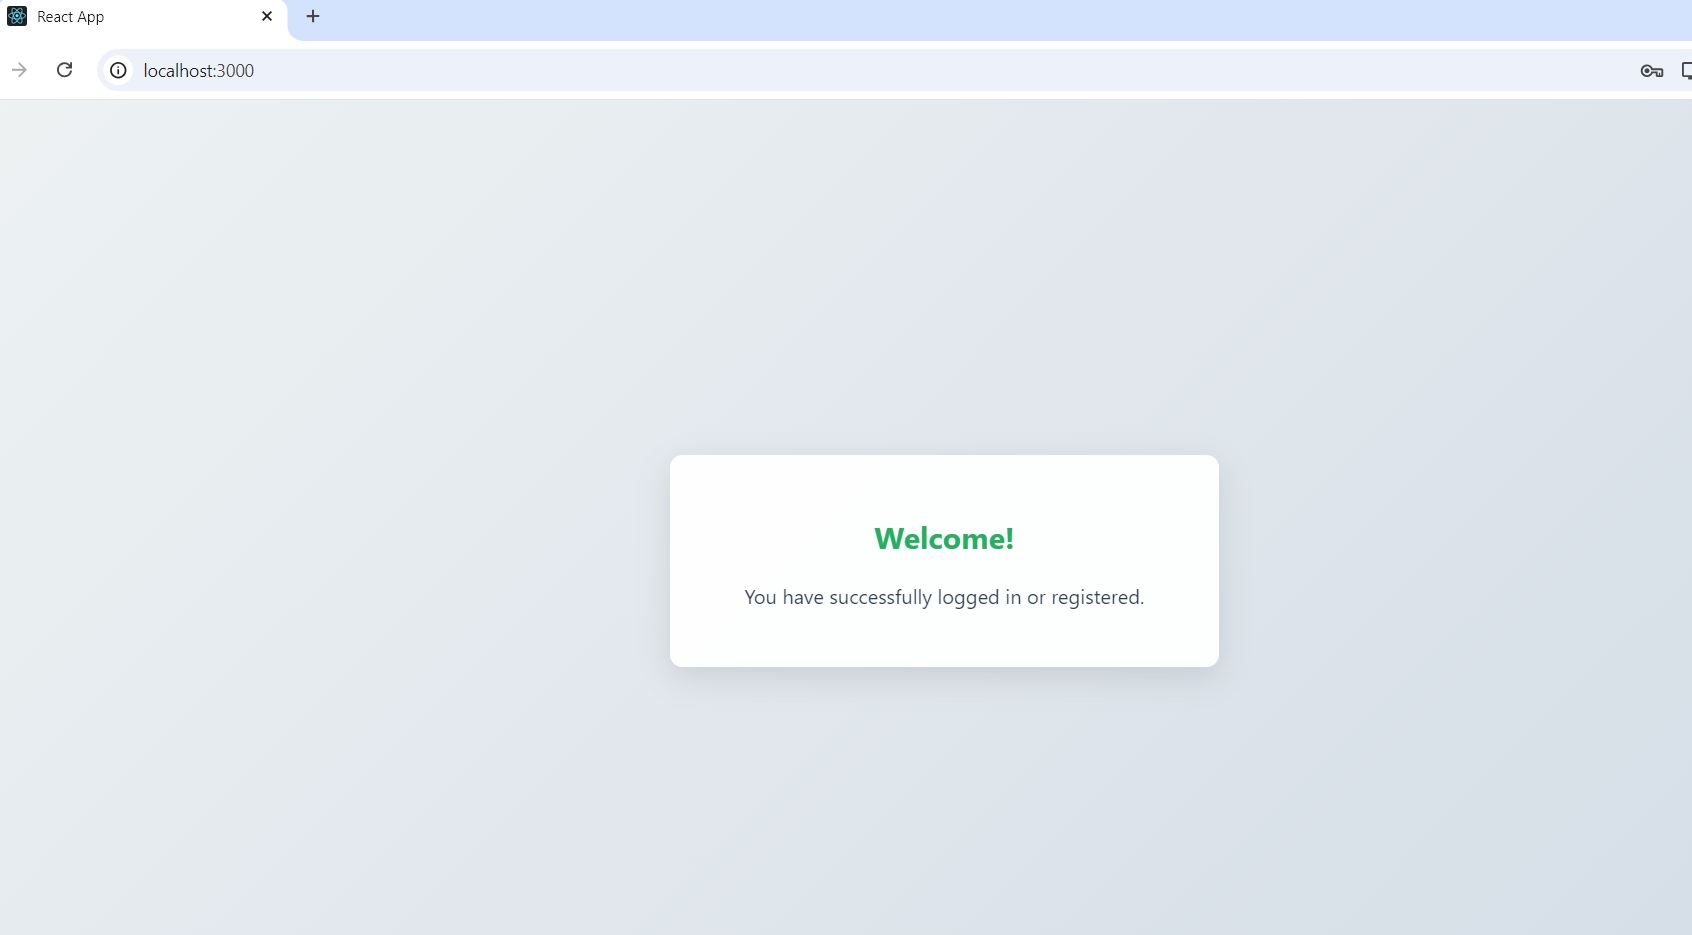 React App
localhost:3000
Welcome!
You have successfully logged in or registered.